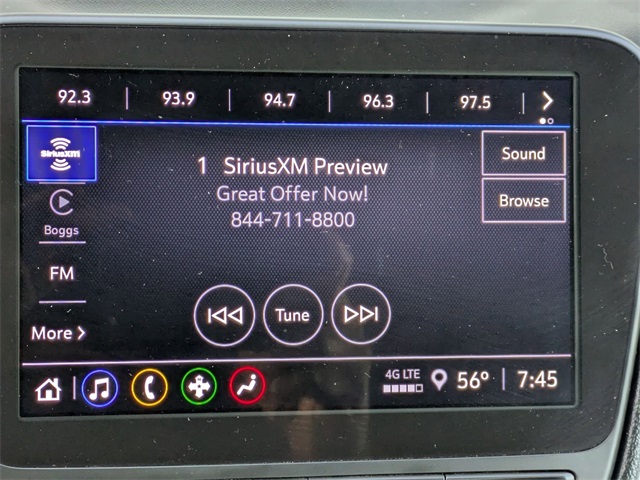 92.3 93.9 94.7 96.3 97.5
SiriusXM
1 SiriusXM Preview
Great Offer Now!
844-711-8800
Sound
Browse
Boggs
FM
More
Tune
4G LTE
56° 7:45